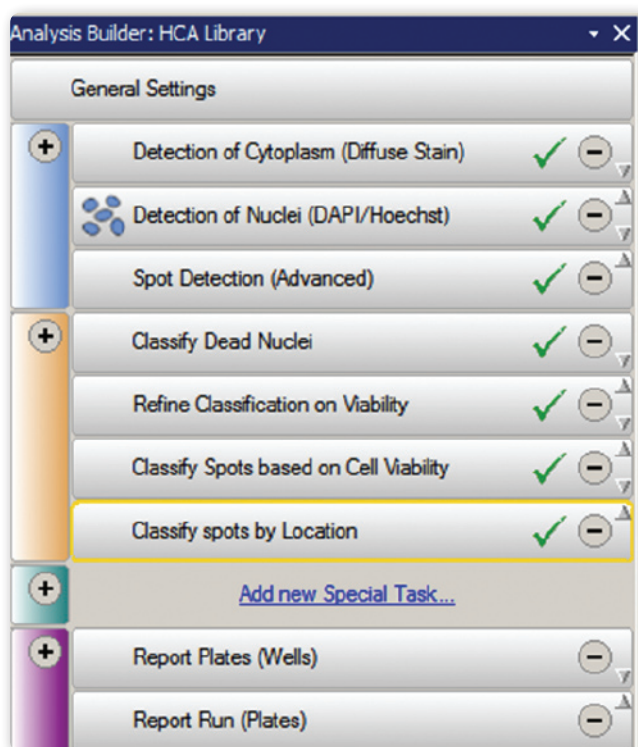 Analysis Builder: HCA Library
General Settings
Detection of Cytoplasm (Diffuse Stain)
Detection of Nuclei (DAPI/Hoechst)
Spot Detection (Advanced)
Classify Dead Nuclei
Refine Classification on Viability
Classify Spots based on Cell Viability
Classify spots by Location
Add new Special Task...
Report Plates (Wells)
Report Run (Plates)